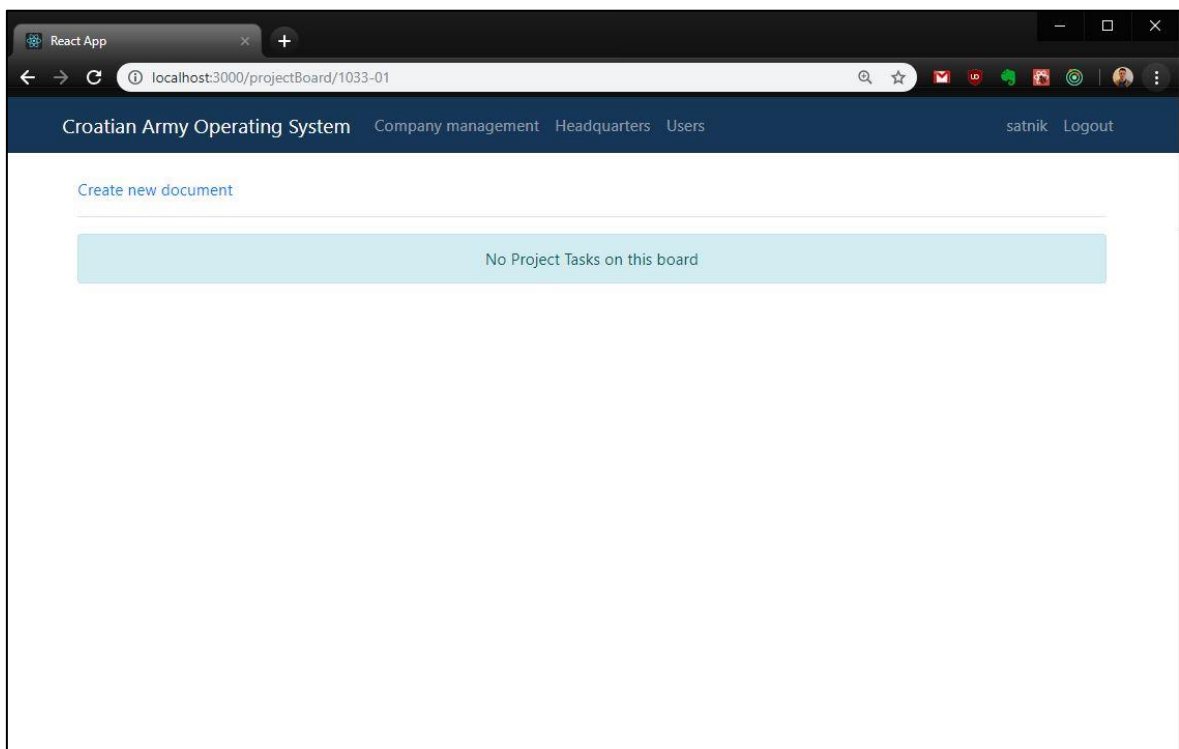 React App
localhost:3000/projectBoard/1033-01
Croatian Army Operating System Company management Headquarters Users satnik Logout
Create new document
No Project Tasks on this board